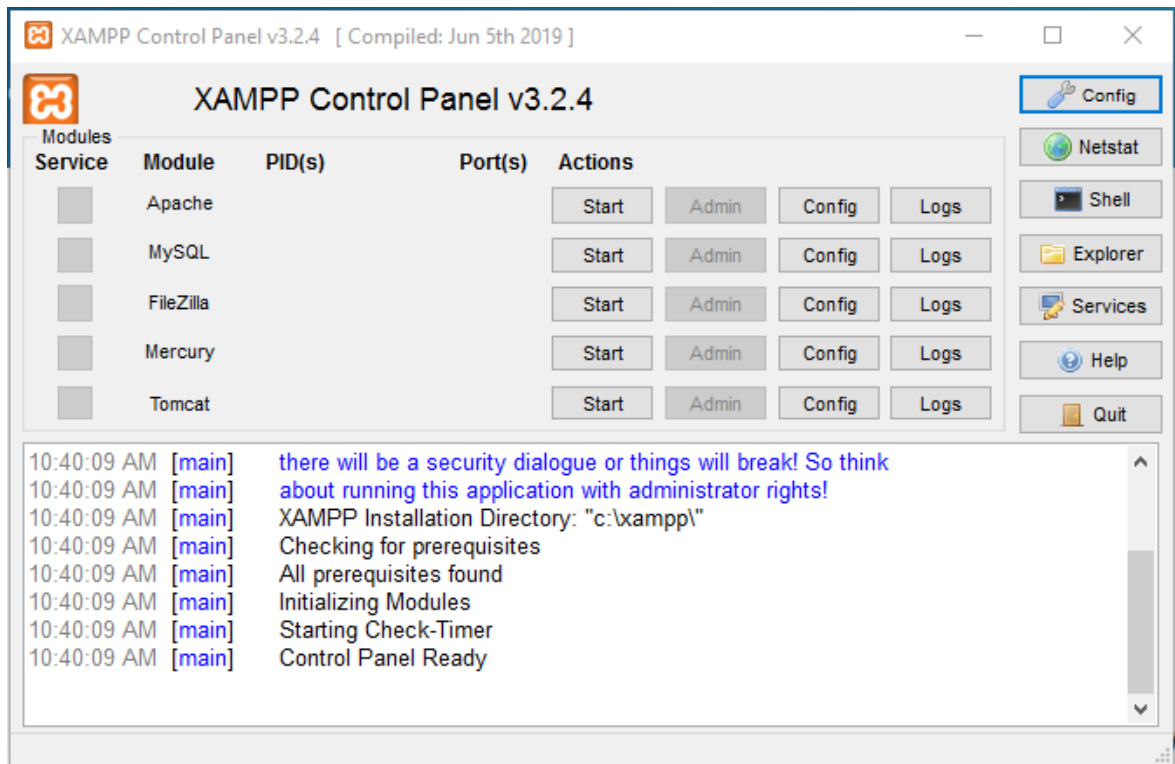 XAMPP Control Panel v3.2.4 [ Compiled: Jun 5th 2019 ]
XAMPP Control Panel v3.2.4
Config
Modules
Service Module PID(s) Port(s) Actions
Netstat
Apache Start Admin Config Logs
Shell
MySQL Start Admin Config Logs
Explorer
FileZilla Start Admin Config Logs
Services
Mercury Start Admin Config Logs
Help
Tomcat Start Admin Config Logs
Quit
10:40:09 AM [main] there will be a security dialogue or things will break! So think
10:40:09 AM [main] about running this application with administrator rights!
10:40:09 AM [main] XAMPP Installation Directory: "c:\xampp\"
10:40:09 AM [main] Checking for prerequisites
10:40:09 AM [main] All prerequisites found
10:40:09 AM [main] Initializing Modules
10:40:09 AM [main] Starting Check-Timer
10:40:09 AM [main] Control Panel Ready